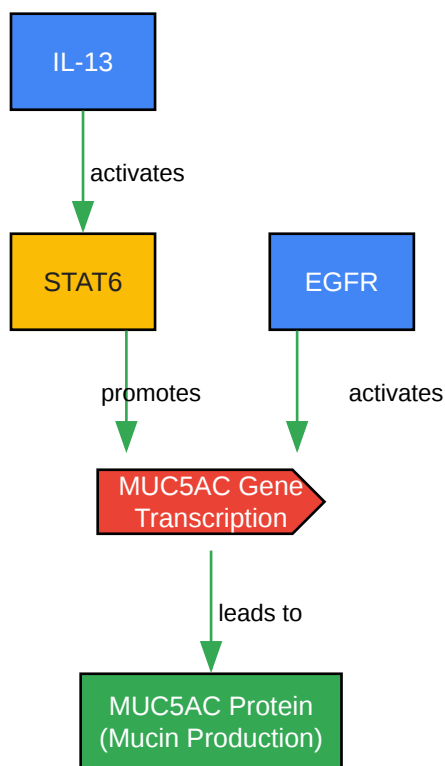 IL-13
activates
STAT6
EGFR
promotes
activates
MUC5AC Gene
Transcription
leads to
MUC5AC Protein
(Mucin Production)